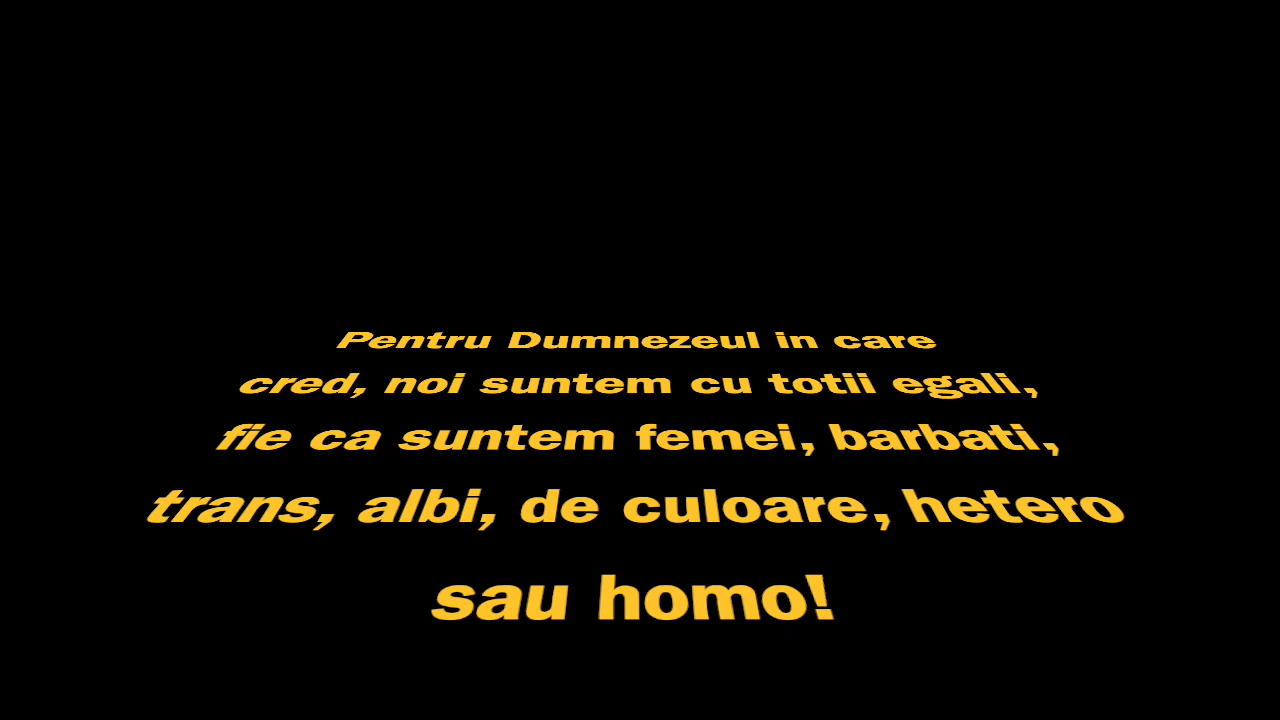 Pentru Dumnezeul in care
cred, noi suntem cu totii egali,
fie ca suntem femei, barbati,
trans, albi, de culoare, hetero
sau homo!